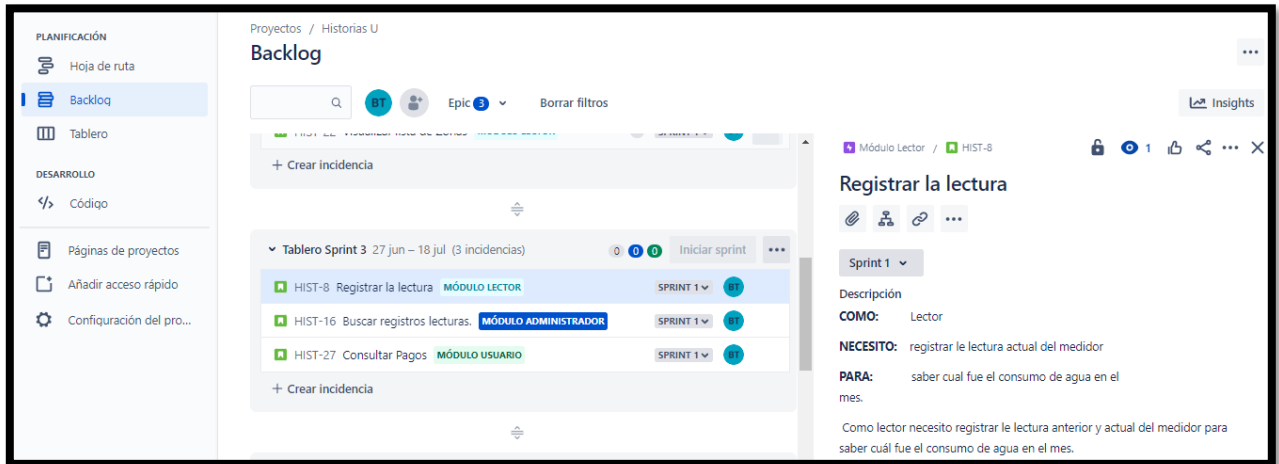 PLANIFICACIÓN
Hoja de ruta
Backlog
Tablero
DESARROLLO
Código
Páginas de proyectos
Añadir acceso rápido
Configuración del pro...
Proyectos / Historias U
Backlog
BT Epic 3 Borrar filtros
Insights
+ Crear incidencia
Tablero Sprint 3 27 jun – 18 jul (3 incidencias) 0 0 0 Iniciar sprint
HIST-8 Registrar la lectura MÓDULO LECTOR SPRINT 1 BT
HIST-16 Buscar registros lecturas. MÓDULO ADMINISTRADOR SPRINT 1 BT
HIST-27 Consultar Pagos MÓDULO USUARIO SPRINT 1 BT
+ Crear incidencia
Módulo Lector / HIST-8 1
Registrar la lectura
Sprint 1
Descripción
COMO: Lector
NECESITO: registrar le lectura actual del medidor
PARA: saber cual fue el consumo de agua en el
mes.
Como lector necesito registrar le lectura anterior y actual del medidor para
saber cuál fue el consumo de agua en el mes.